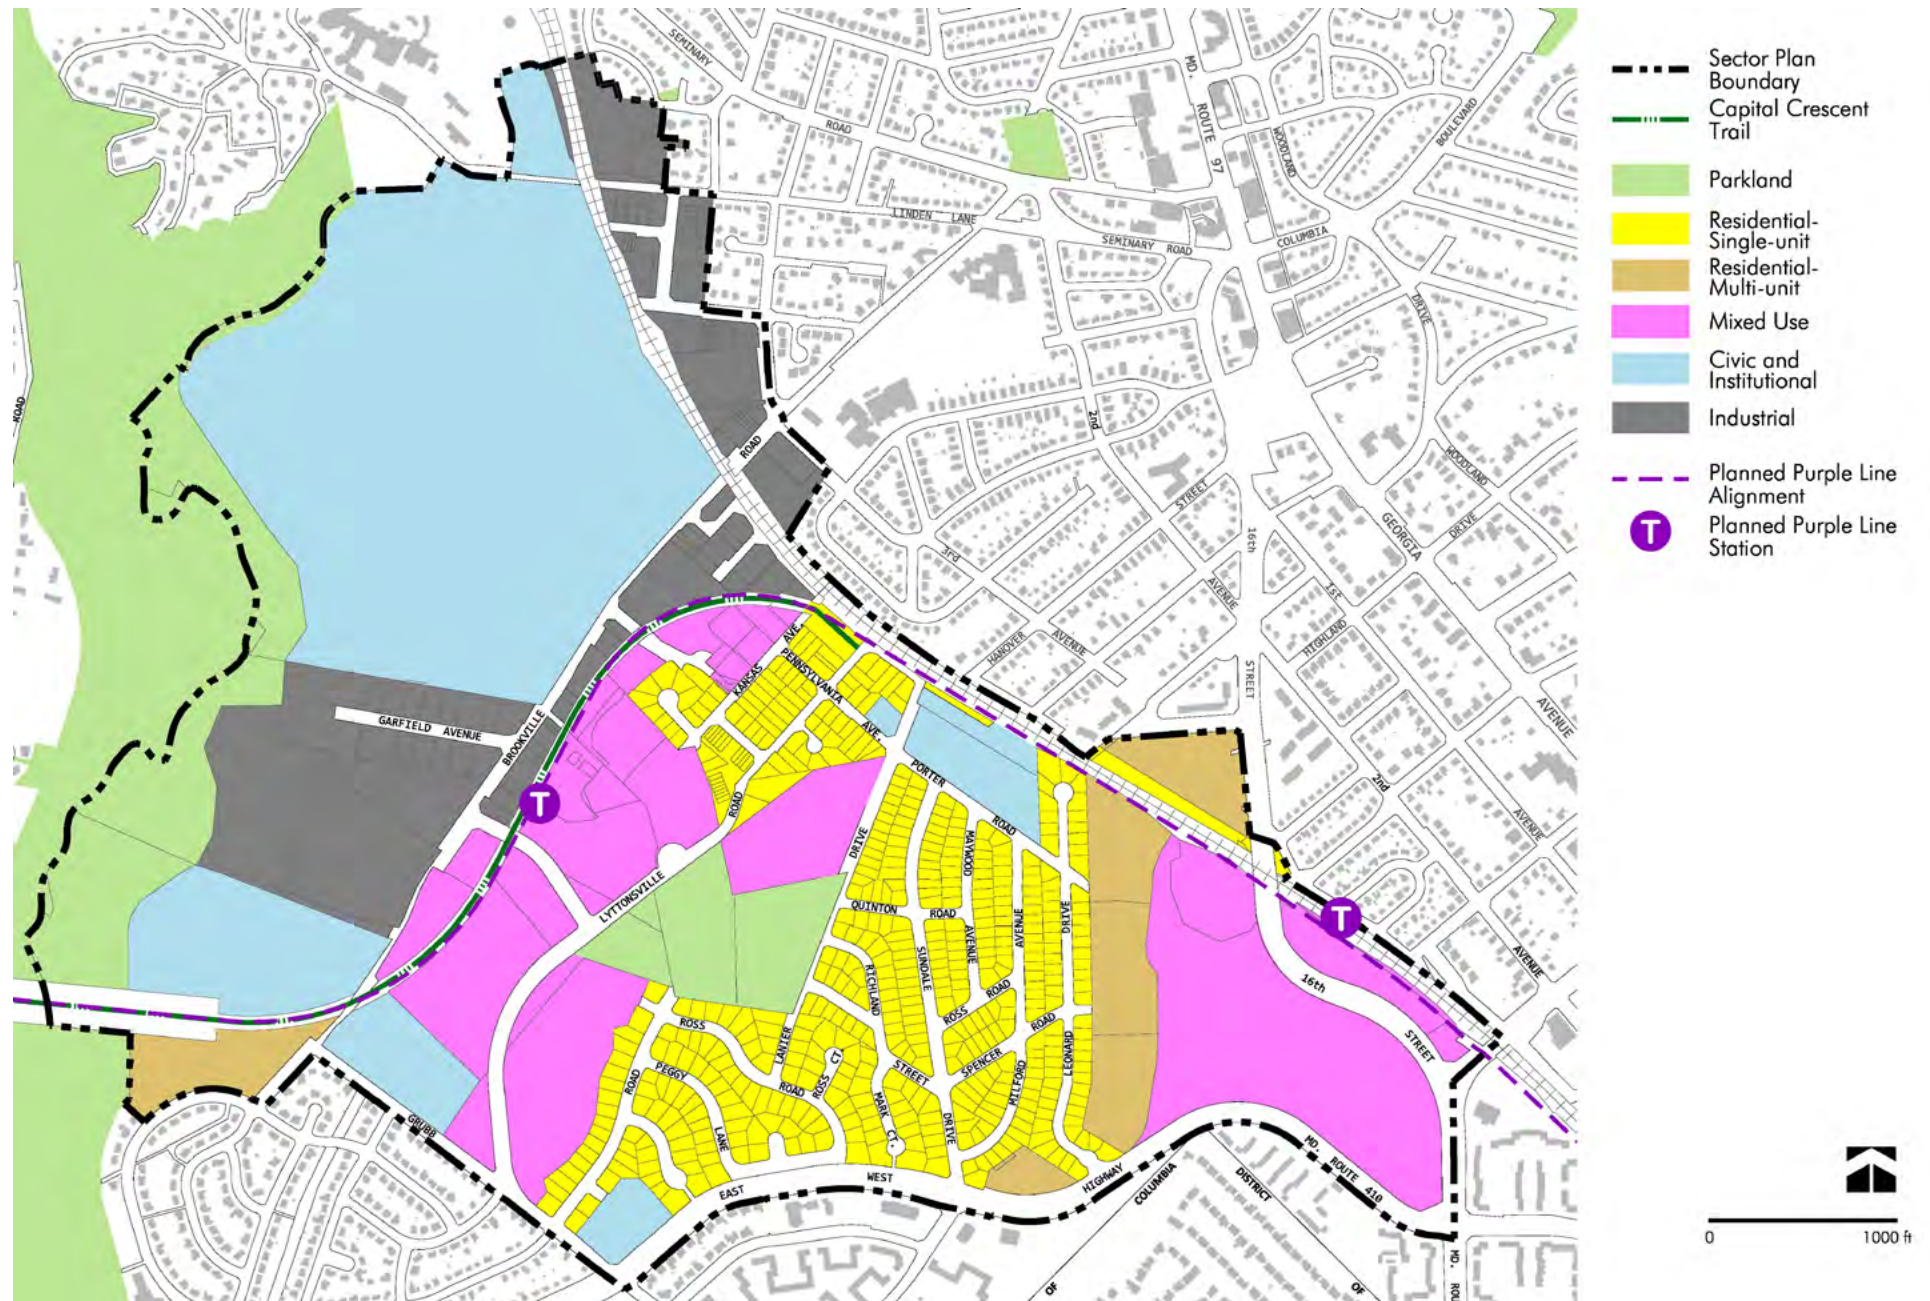 SEMINARY
ROAD
MD.
ROUTE
97
WOODLAND
BOULEVARD
LINDEN LANE
SEMINARY ROAD
COLUMBIA
DRIVE
ROAD
2nd
ROAD
STREET
WOODLAND
DRIVE
GEORGIA
16th
3rd
AVENUE
1st
HIGHLAND
HANOVER
AVENUE
STREET
AVENUE
2nd
AVENUE
AVENUE
KANSAS
AVE.
PENNSYLVANIA
AVE
GARFIELD AVENUE
BROOKVILLE
T
PORTER
ROAD
ROAD
DRIVE
MAYWOOD
AVENUE
LYTTONSVILLE
QUINTON
ROAD
AVENUE
DRIVE
SUNDALE
RICHLAND
T
16th
STREET
ROSS
ROAD
ROSS
ROAD
LANIER
ROSS CT.
ROAD
PEGGY
LANE
STREET
SPENCER
MILFORD
LEONARD
MARK CT.
DRIVE
GRUBB
EAST
WEST
HIGHWAY
MD.
ROUTE
410
COLUMBIA
DISTRICT
OF
OF
MD. ROU
Sector Plan
Boundary
Capital Crescent
Trail
Parkland
Residential-
Single-unit
Residential-
Multi-unit
Mixed Use
Civic and
Institutional
Industrial
Planned Purple Line
Alignment
T
Planned Purple Line
Station
0
1000 ft